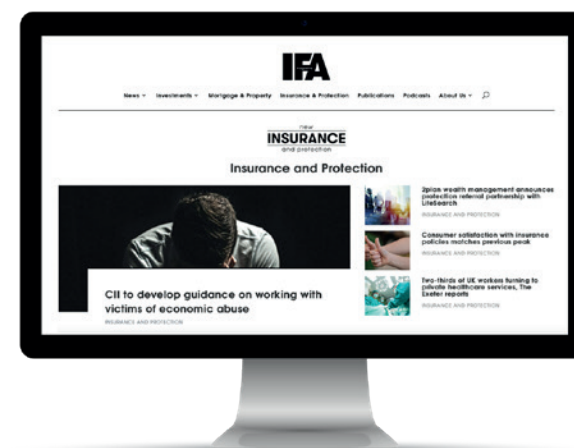 IFA
News Investments Mortgage & Property Insurance & Protection Publications Podcasts About Us
new
INSURANCE
and protection
Insurance and Protection
CII to develop guidance on working with
victims of economic abuse
INSURANCE AND PROTECTION
2plan wealth management announces
protection referral partnership with
LifeSearch
INSURANCE AND PROTECTION
Consumer satisfaction with insurance
policies matches previous peak
INSURANCE AND PROTECTION
Two-thirds of UK workers turning to
private healthcare services, The
Exeter reports
INSURANCE AND PROTECTION